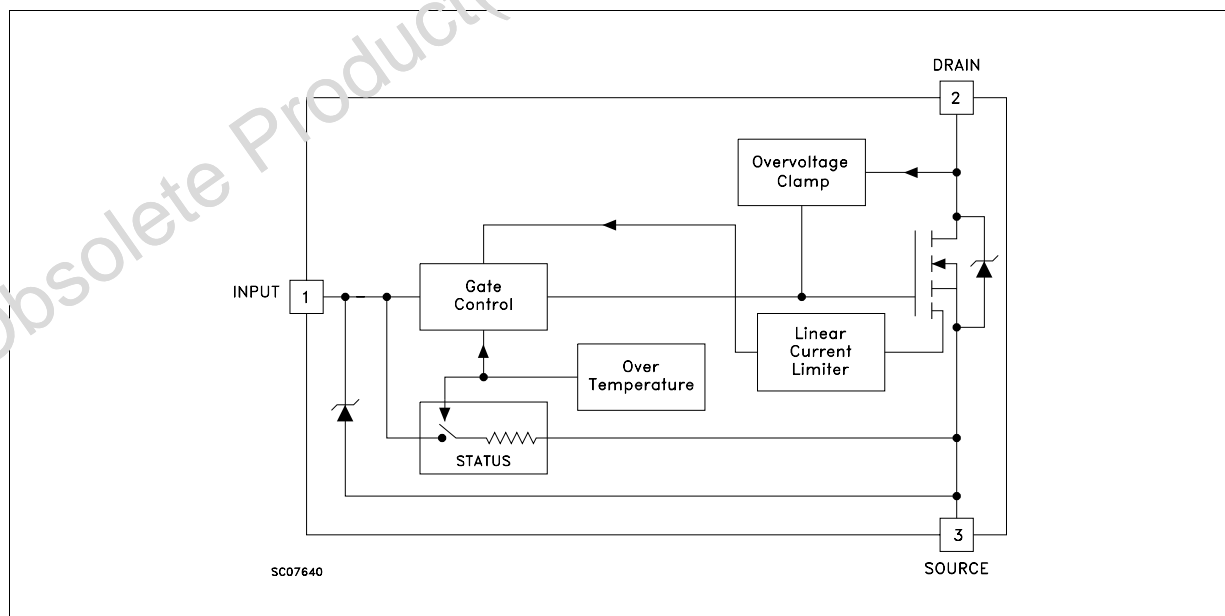 Obsolete Product(
DRAIN
2
Overvoltage
Clamp
INPUT
1
Gate
Control
Linear
Current
Limiter
Over
Temperature
STATUS
3
SOURCE
SC07640